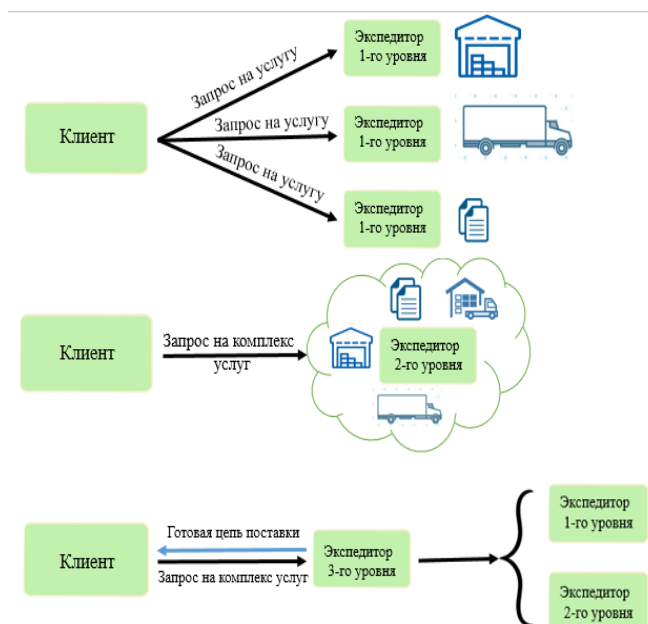 Экспедитор
1-го уровня
Запрос на услугу
Клиент
Запрос на услугу
Экспедитор
1-го уровня
Запрос на услугу
Экспедитор
1-го уровня
Клиент
Запрос на комплекс
услуг
Экспедитор
2-го уровня
Клиент
Готовая цепь поставки
Запрос на комплекс услуг
Экспедитор
3-го уровня
Экспедитор
1-го уровня
Экспедитор
2-го уровня